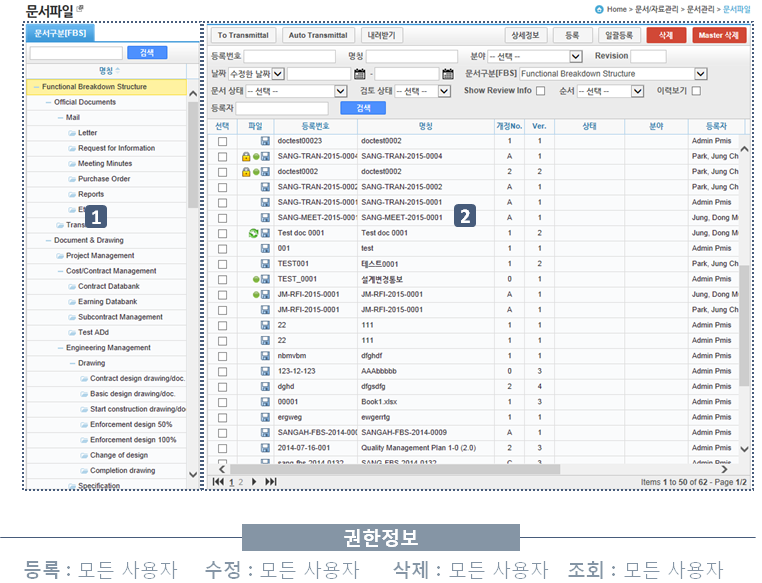 문서파일
Home > 문서/자료관리 > 문서관리 > 문서파일
문서구분[FBS]
검색
명칭
Functional Breakdown Structure
Official Documents
Mail
Letter
Request for Information
Meeting Minutes
Purchase Order
Reports
1
Document & Drawing
Project Management
Cost/Contract Management
Contract Databank
Earning Databank
Subcontract Management
Test ADd
Engineering Management
Drawing
Contract design drawing/doc.
Basic design drawing/doc.
Start construction drawing/do
Enforcement design 50%
Enforcement design 100%
Change of design
Completion drawing
Specification
To Transmittal Auto Transmittal 내려받기 상세정보 등록 일괄등록 삭제 Master 삭제
등록번호 명칭 분야 -- 선택 -- Revision
날짜 수정한 날짜 - 문서구분[FBS] Functional Breakdown Structure
문서 상태 -- 선택 -- 검토 상태 -- 선택 -- Show Review Info 순서 -- 선택 -- 이력보기
등록자 검색
선택 파일 등록번호 명칭 개정No. Ver. 상태 분야 등록자
doctest00023 doctest0002 1 1 Admin Pmis
SANG-TRAN-2015-0004 SANG-TRAN-2015-0004 A 1 Park, Jung Ch
doctest0002 doctest0002 2 2 Park, Jung Ch
SANG-TRAN-2015-0002 SANG-TRAN-2015-0002 A 1 Admin Pmis
SANG-TRAN-2015-0001 SANG-TRAN-2015-0001 A 1 Admin Pmis
SANG-MEET-2015-0001 SANG-MEET-2015-0001 2 A 1 Jung, Dong Mu
Test doc 0001 Test doc 0001 1 2 Jung, Dong Mu
001 test 1 1 Admin Pmis
TEST001 테스트0001 1 2 Park, Jung Ch
TEST_0001 설계변경통보 0 1 Admin Pmis
JM-RFI-2015-0001 JM-RFI-2015-0001 A 1 Jung, Dong Mu
JM-RFI-2015-0001 JM-RFI-2015-0001 A 1 Park, Jung Ch
22 111 1 1 Admin Pmis
22 111 1 1 Admin Pmis
nbmvbm dfghdf 1 1 Admin Pmis
123-12-123 AAAbbbbb 0 3 Admin Pmis
dghd dfgsdfg 2 4 Admin Pmis
00001 Book1.xlsx 1 3 Admin Pmis
ergweg ewgerrfg 1 1 Admin Pmis
SANGAH-FBS-2014-000 SANGAH-FBS-2014-0009 A 1 Admin Pmis
2014-07-16-001 Quality Management Plan 1-0 (2.0) 2 3 Admin Pmis
sang-fbs-2014-0132 SANG-FBS-2014-0132 C 3 Admin Pmis
1 2 Items 1 to 50 of 62 - Page 1/2
권한정보
등록 : 모든 사용자 수정 : 모든 사용자 삭제 : 모든 사용자 조회 : 모든 사용자